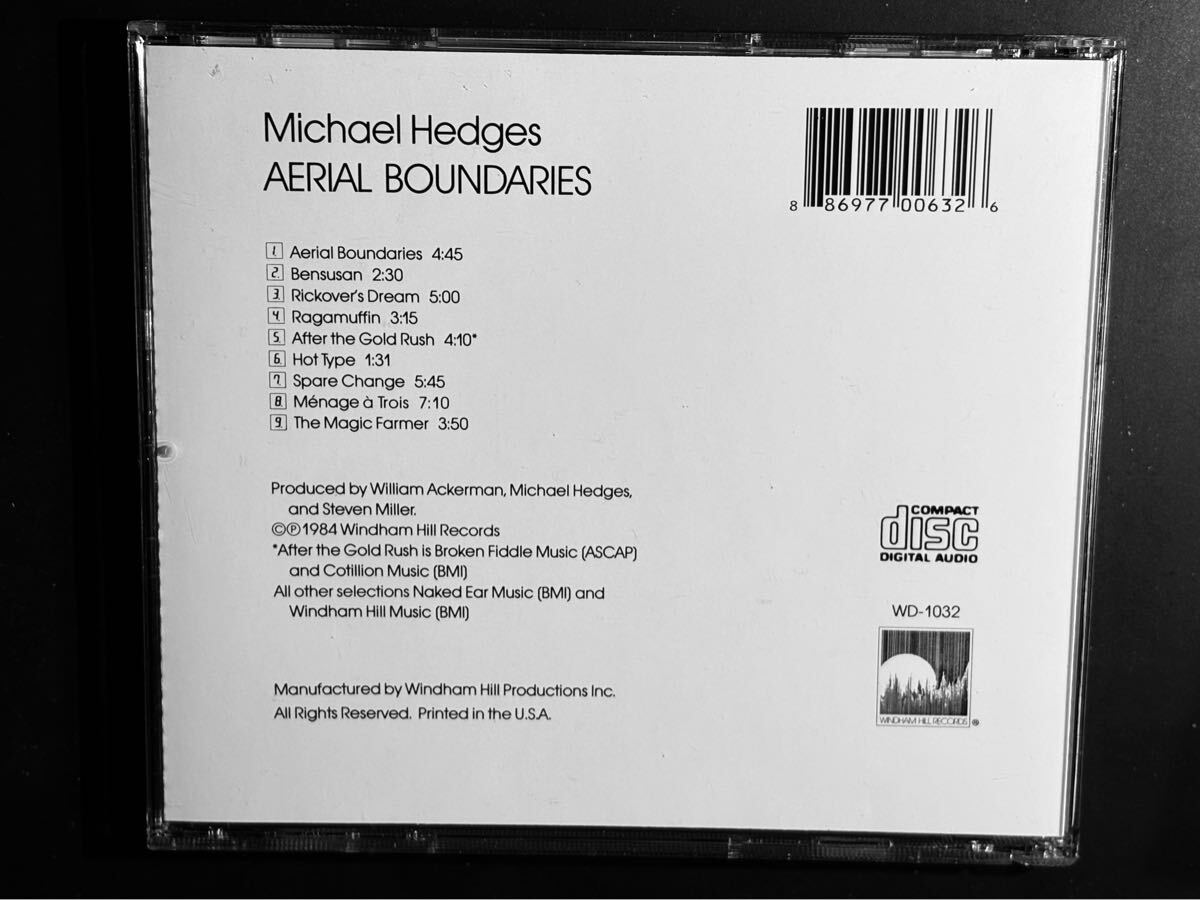 Michael Hedges
AERIAL BOUNDARIES
8 86977 00632 6
1. Aerial Boundaries 4:45
2. Bensusan 2:30
3. Rickover's Dream 5:00
4. Ragamuffin 3:15
5. After the Gold Rush 4:10*
6. Hot Type 1:31
7. Spare Change 5:45
8. Ménage à Trois 7:10
9. The Magic Farmer 3:50
Produced by William Ackerman, Michael Hedges,
and Steven Miller.
©℗1984 Windham Hill Records
*After the Gold Rush is Broken Fiddle Music (ASCAP)
and Cotillion Music (BMI)
All other selections Naked Ear Music (BMI) and
Windham Hill Music (BMI)
COMPACT
disc
DIGITAL AUDIO
WD-1032
WINDHAM HILL RECORDS ®
Manufactured by Windham Hill Productions Inc.
All Rights Reserved. Printed in the U.S.A.